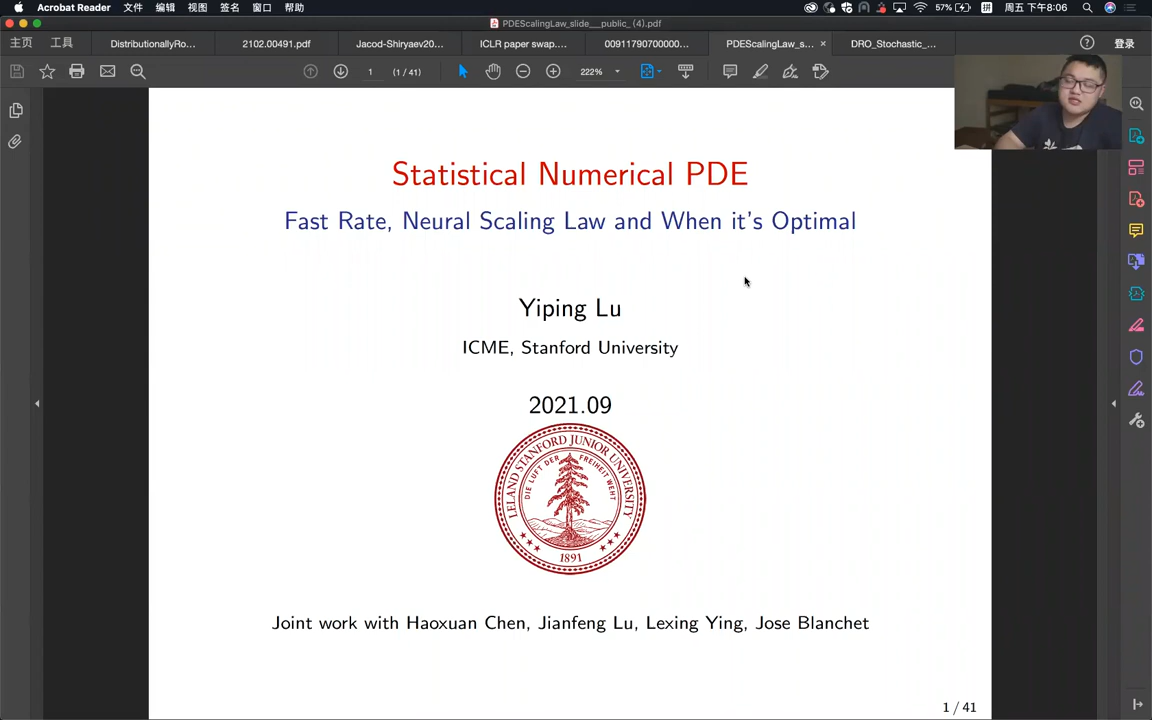 Acrobat Reader 文件 编辑 视图 签名 窗口 帮助 57% 拼 周五 下午8:06
PDEScalingLaw_slide__public_ (4).pdf
主页 工具 DistributionallyRo... 2102.00491.pdf Jacod-Shiryaev20... ICLR paper swap.... 00911790700000... PDEScalingLaw_s... × DRO_Stochastic_... 登录
1 (1 / 41) 222%
Statistical Numerical PDE
Fast Rate, Neural Scaling Law and When it's Optimal
Yiping Lu
ICME, Stanford University
2021.09
LELAND STANFORD JUNIOR UNIVERSITY
DIE LUFT DER FREIHEIT WEHT
1891
Joint work with Haoxuan Chen, Jianfeng Lu, Lexing Ying, Jose Blanchet
1 / 41